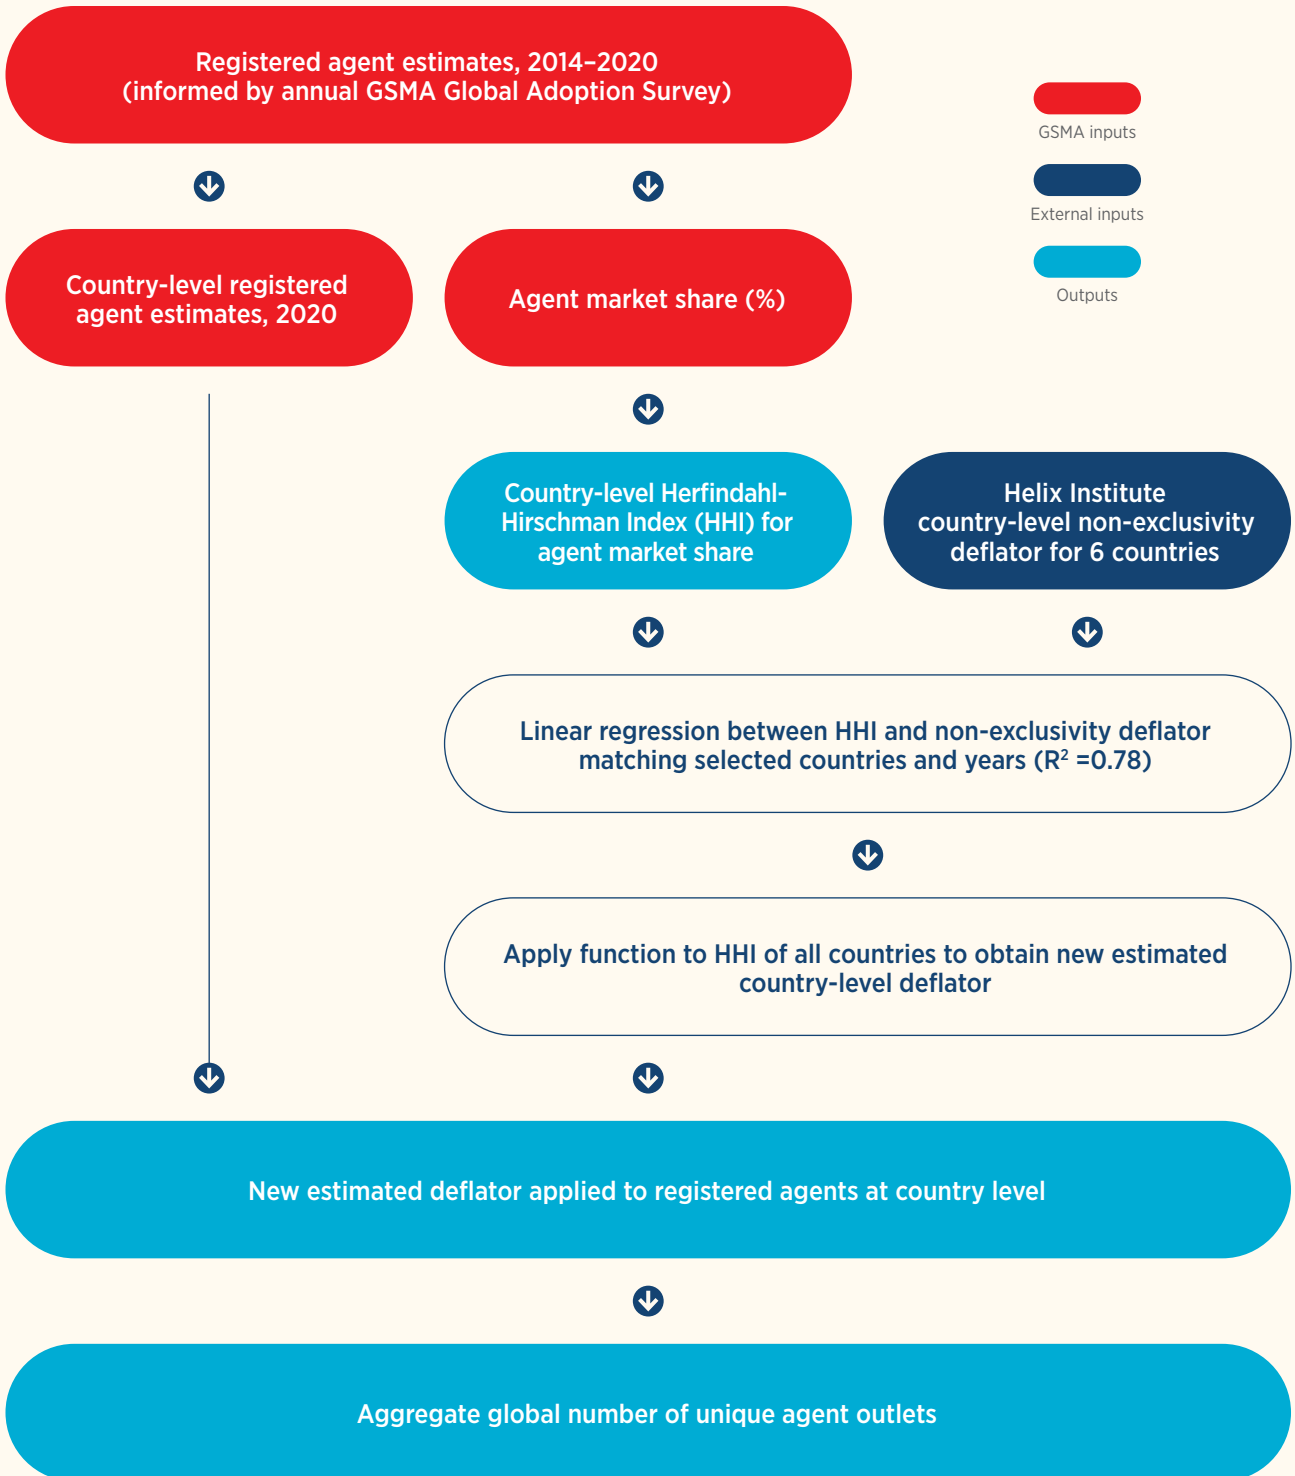 Registered agent estimates, 2014–2020
(informed by annual GSMA Global Adoption Survey)
GSMA inputs
External inputs
Outputs
Country-level registered
agent estimates, 2020
Agent market share (%)
Country-level Herfindahl-
Hirschman Index (HHI) for
agent market share
Helix Institute
country-level non-exclusivity
deflator for 6 countries
Linear regression between HHI and non-exclusivity deflator
matching selected countries and years (R² =0.78)
Apply function to HHI of all countries to obtain new estimated
country-level deflator
New estimated deflator applied to registered agents at country level
Aggregate global number of unique agent outlets